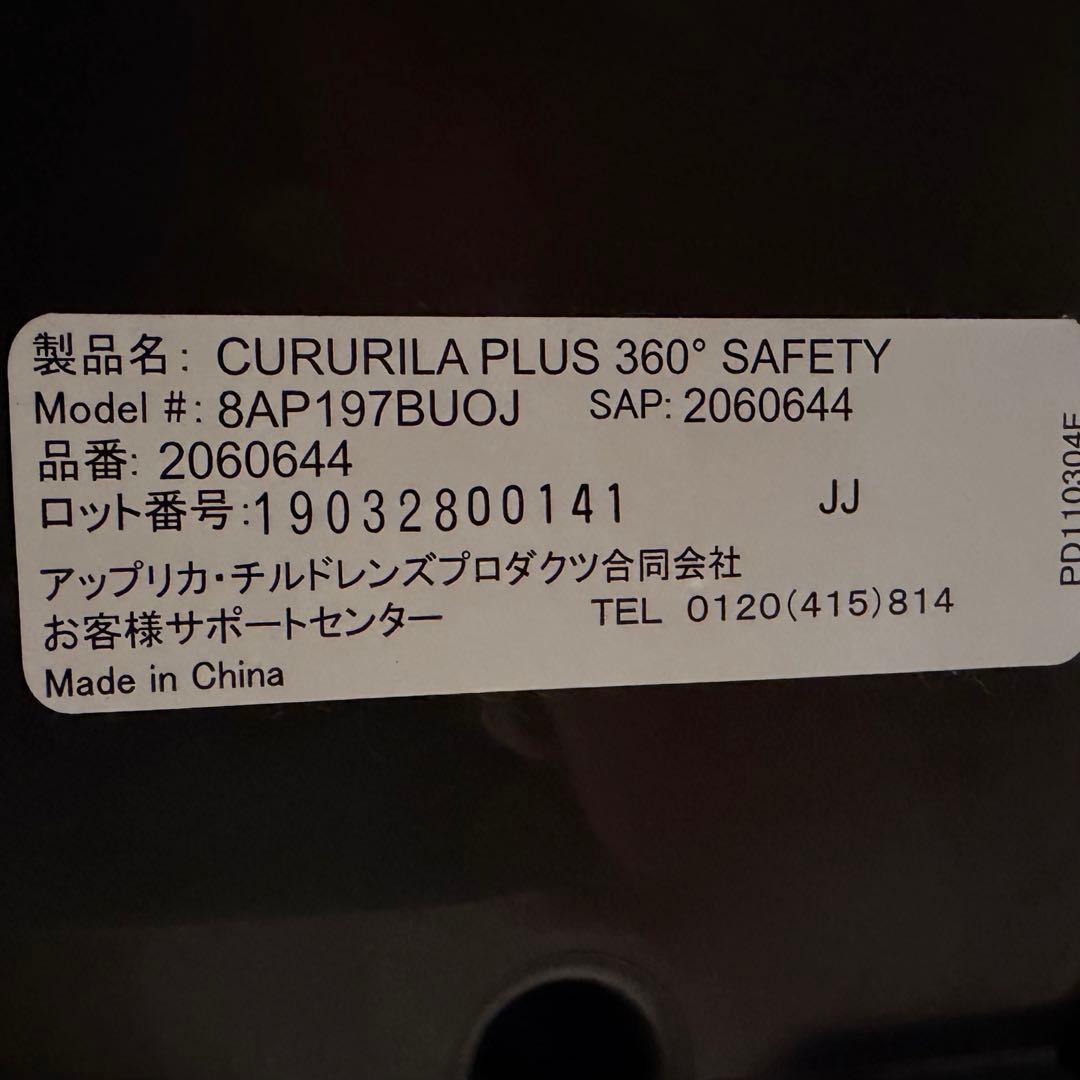 製品名: CURURILA PLUS 360° SAFETY
Model #: 8AP197BUOJ SAP: 2060644
品番: 2060644
ロット番号:19032800141 JJ
アップリカ・チルドレンズプロダクツ合同会社
お客様サポートセンター TEL 0120(415)814
Made in China